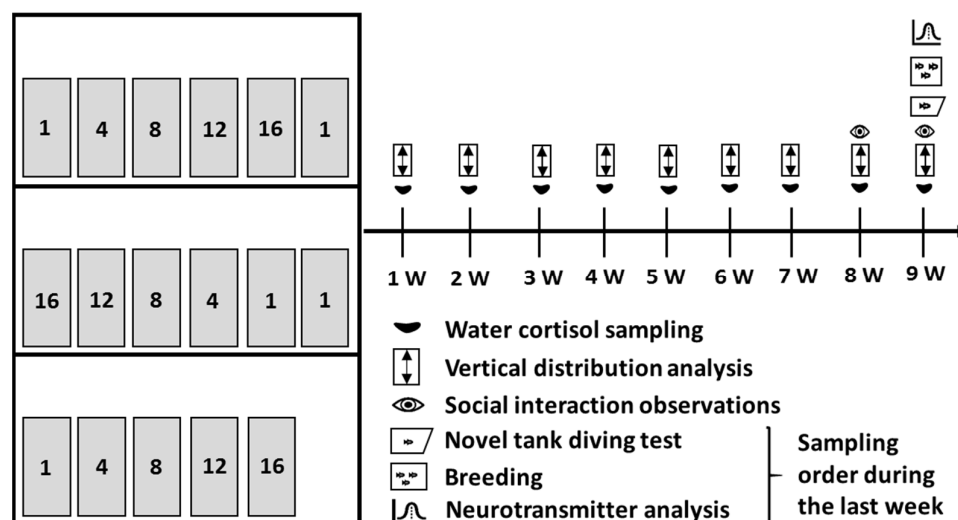 1 4 8 12 16 1
16 12 8 4 1 1
1 4 8 12 16
1 W 2 W 3 W 4 W 5 W 6 W 7 W 8 W 9 W
Water cortisol sampling
Vertical distribution analysis
Social interaction observations
Novel tank diving test
Breeding
Neurotransmitter analysis
Sampling
order during
the last week